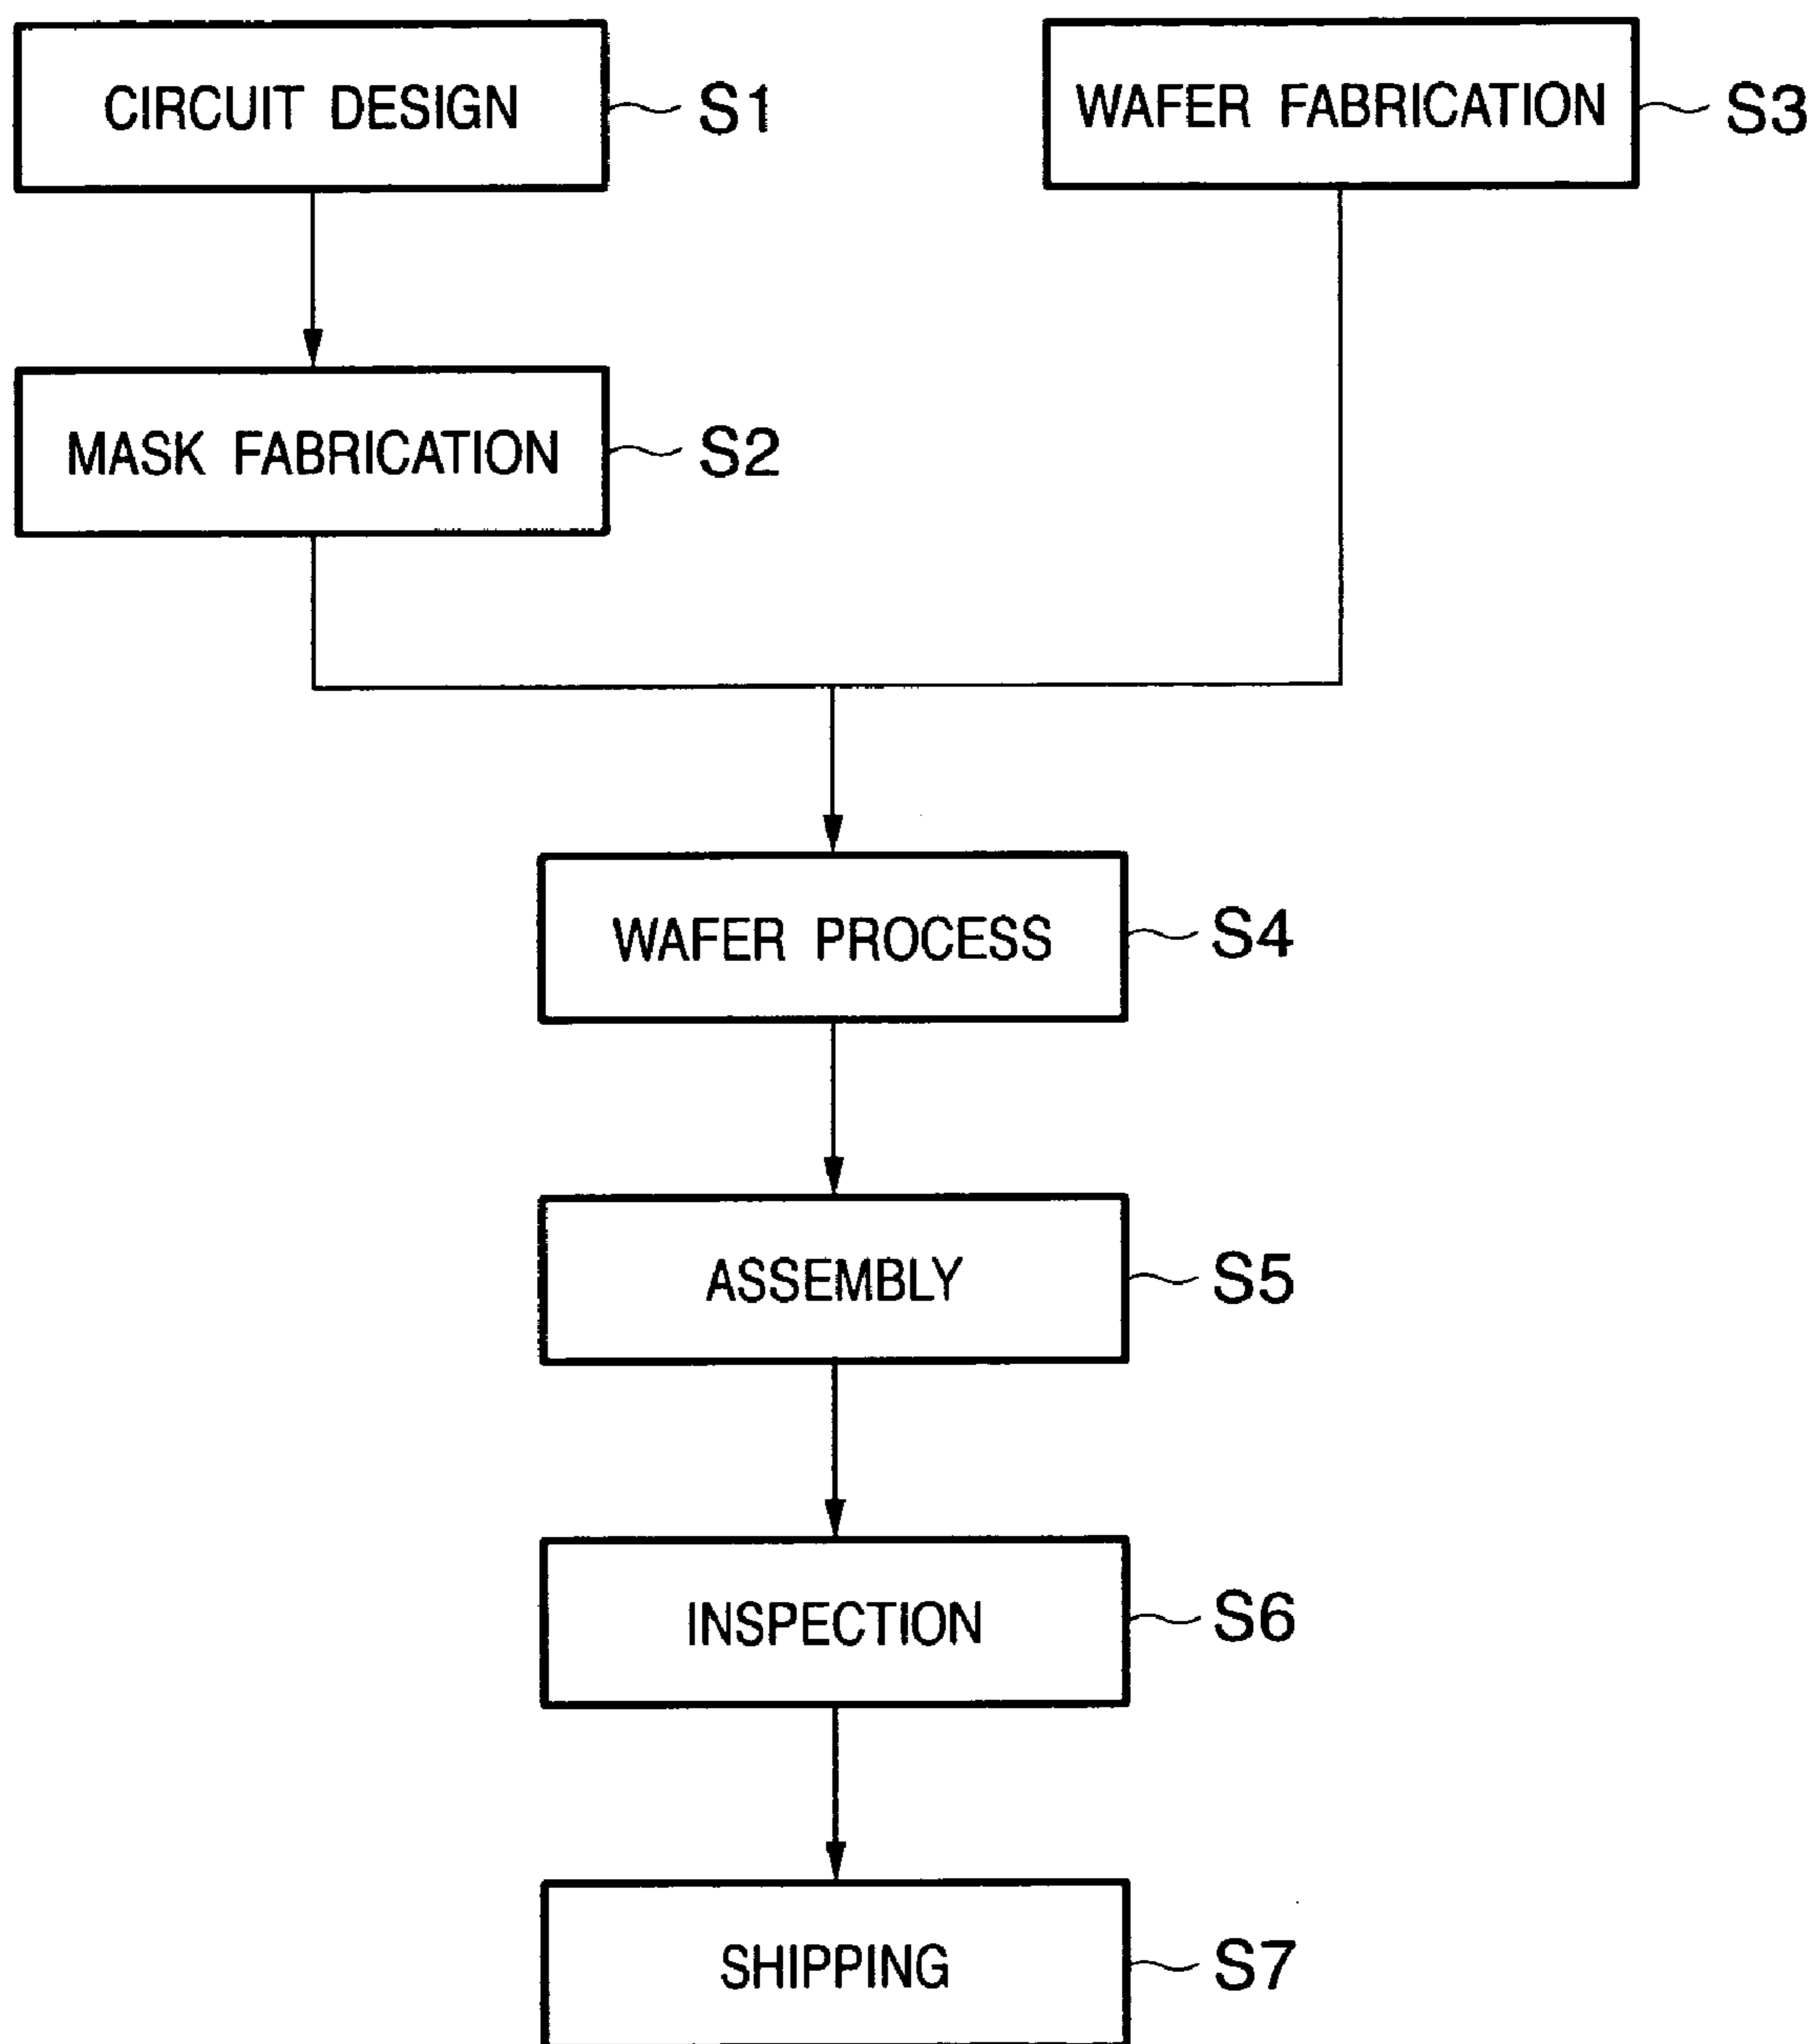 CIRCUIT DESIGN S1
WAFER FABRICATION S3
MASK FABRICATION S2
WAFER PROCESS S4
ASSEMBLY S5
INSPECTION S6
SHIPPING S7